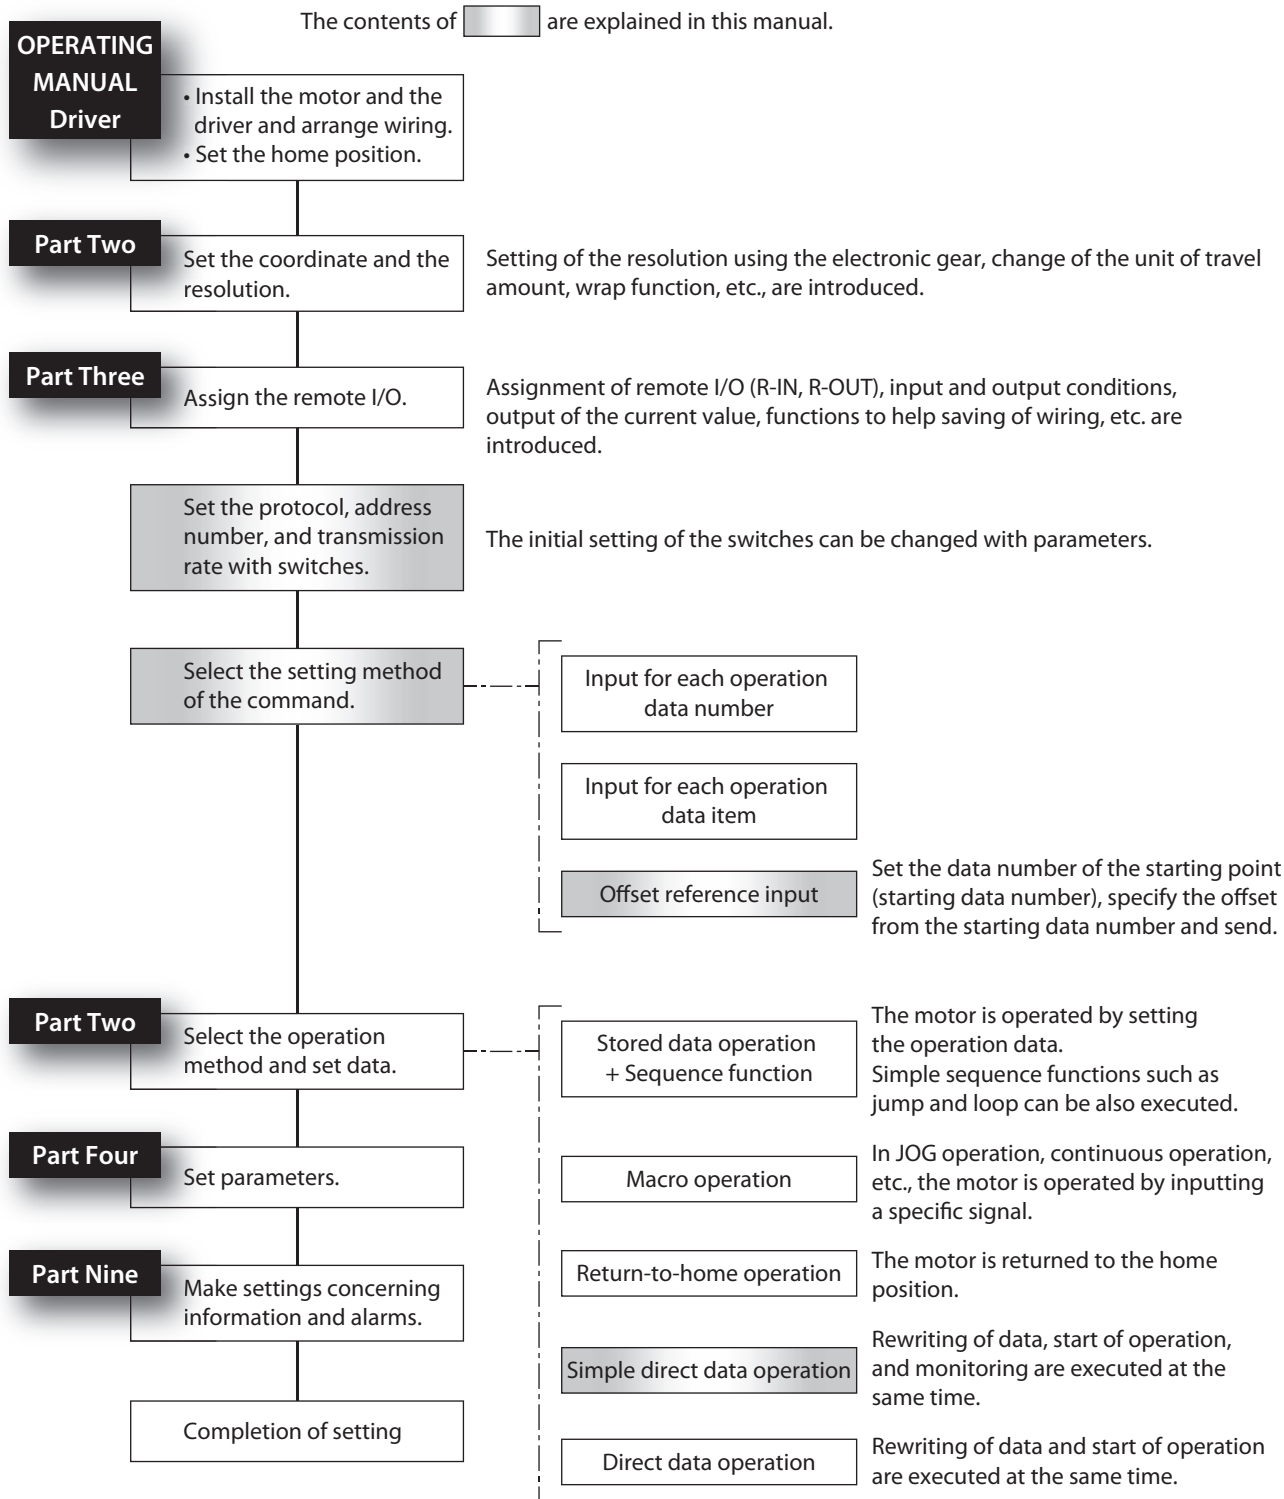 The contents of are explained in this manual.
OPERATING
MANUAL
Driver
• Install the motor and the
driver and arrange wiring.
• Set the home position.
Part Two
Set the coordinate and the
resolution.
Setting of the resolution using the electronic gear, change of the unit of travel
amount, wrap function, etc., are introduced.
Part Three
Assign the remote I/O.
Assignment of remote I/O (R-IN, R-OUT), input and output conditions,
output of the current value, functions to help saving of wiring, etc. are
introduced.
Set the protocol, address
number, and transmission
rate with switches.
The initial setting of the switches can be changed with parameters.
Select the setting method
of the command.
Input for each operation
data number
Input for each operation
data item
Offset reference input
Set the data number of the starting point
(starting data number), specify the offset
from the starting data number and send.
Part Two
Select the operation
method and set data.
Stored data operation
+ Sequence function
The motor is operated by setting
the operation data.
Simple sequence functions such as
jump and loop can be also executed.
Part Four
Set parameters.
Macro operation
In JOG operation, continuous operation,
etc., the motor is operated by inputting
a specific signal.
Part Nine
Make settings concerning
information and alarms.
Return-to-home operation
The motor is returned to the home
position.
Simple direct data operation
Rewriting of data, start of operation,
and monitoring are executed at the
same time.
Completion of setting
Direct data operation
Rewriting of data and start of operation
are executed at the same time.